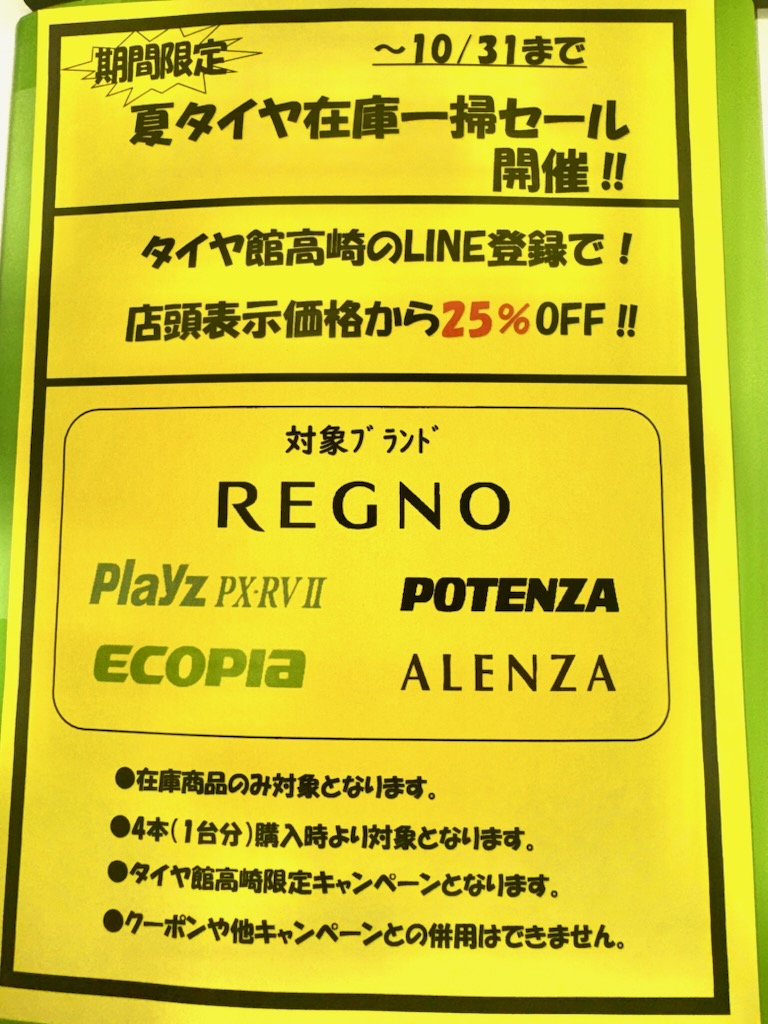 期間限定
～10/31まで
夏タイヤ在庫一掃セール
開催!!
タイヤ館高崎のLINE登録で！
店頭表示価格から25％OFF!!
対象ﾌﾞﾗﾝﾄﾞ
REGNO
Playz PX-RVⅡ
POTENZA
ECOPIA
ALENZA
●在庫商品のみ対象となります。
●4本(1台分)購入時より対象となります。
●タイヤ館高崎限定キャンペーンとなります。
●クーポンや他キャンペーンとの併用はできません。